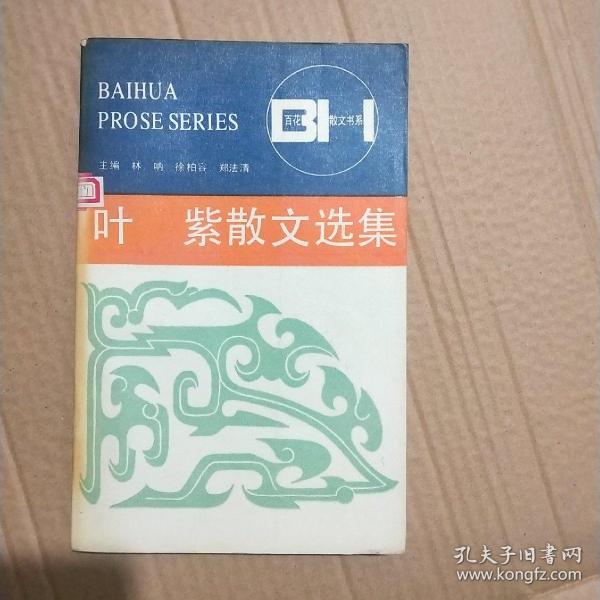 BAIHUA
PROSE SERIES
BH
百花 散文书系
主编 林 呐 徐柏容 郑法清
叶 紫散文选集
孔夫子旧書网
www.kongfz.com